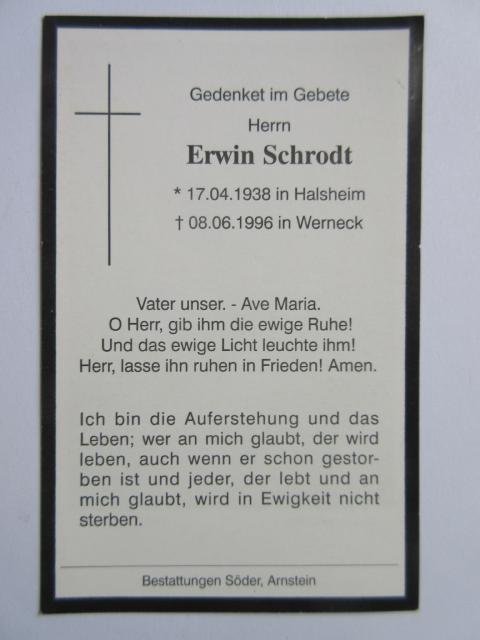 Gedenket im Gebete
Herrn
Erwin Schrodt
* 17.04.1938 in Halsheim
† 08.06.1996 in Werneck
Vater unser. - Ave Maria.
O Herr, gib ihm die ewige Ruhe!
Und das ewige Licht leuchte ihm!
Herr, lasse ihn ruhen in Frieden! Amen.
Ich bin die Auferstehung und das
Leben; wer an mich glaubt, der wird
leben, auch wenn er schon gestor-
ben ist und jeder, der lebt und an
mich glaubt, wird in Ewigkeit nicht
sterben.
Bestattungen Söder, Arnstein